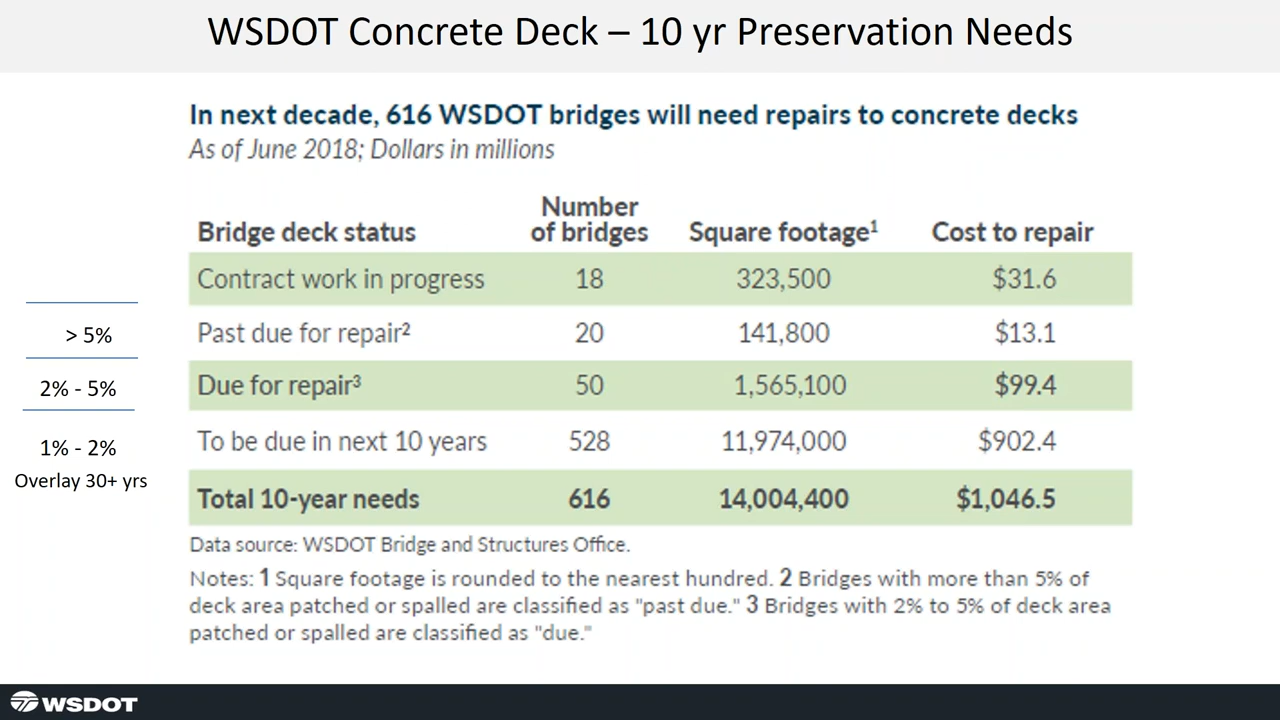 WSDOT Concrete Deck – 10 yr Preservation Needs
In next decade, 616 WSDOT bridges will need repairs to concrete decks
As of June 2018; Dollars in millions
Bridge deck status Number of bridges Square footage¹ Cost to repair
Contract work in progress 18 323,500 $31.6
> 5% Past due for repair² 20 141,800 $13.1
2% - 5% Due for repair³ 50 1,565,100 $99.4
1% - 2% To be due in next 10 years 528 11,974,000 $902.4
Overlay 30+ yrs
Total 10-year needs 616 14,004,400 $1,046.5
Data source: WSDOT Bridge and Structures Office.
Notes: 1 Square footage is rounded to the nearest hundred. 2 Bridges with more than 5% of
deck area patched or spalled are classified as "past due." 3 Bridges with 2% to 5% of deck area
patched or spalled are classified as "due."
WSDOT